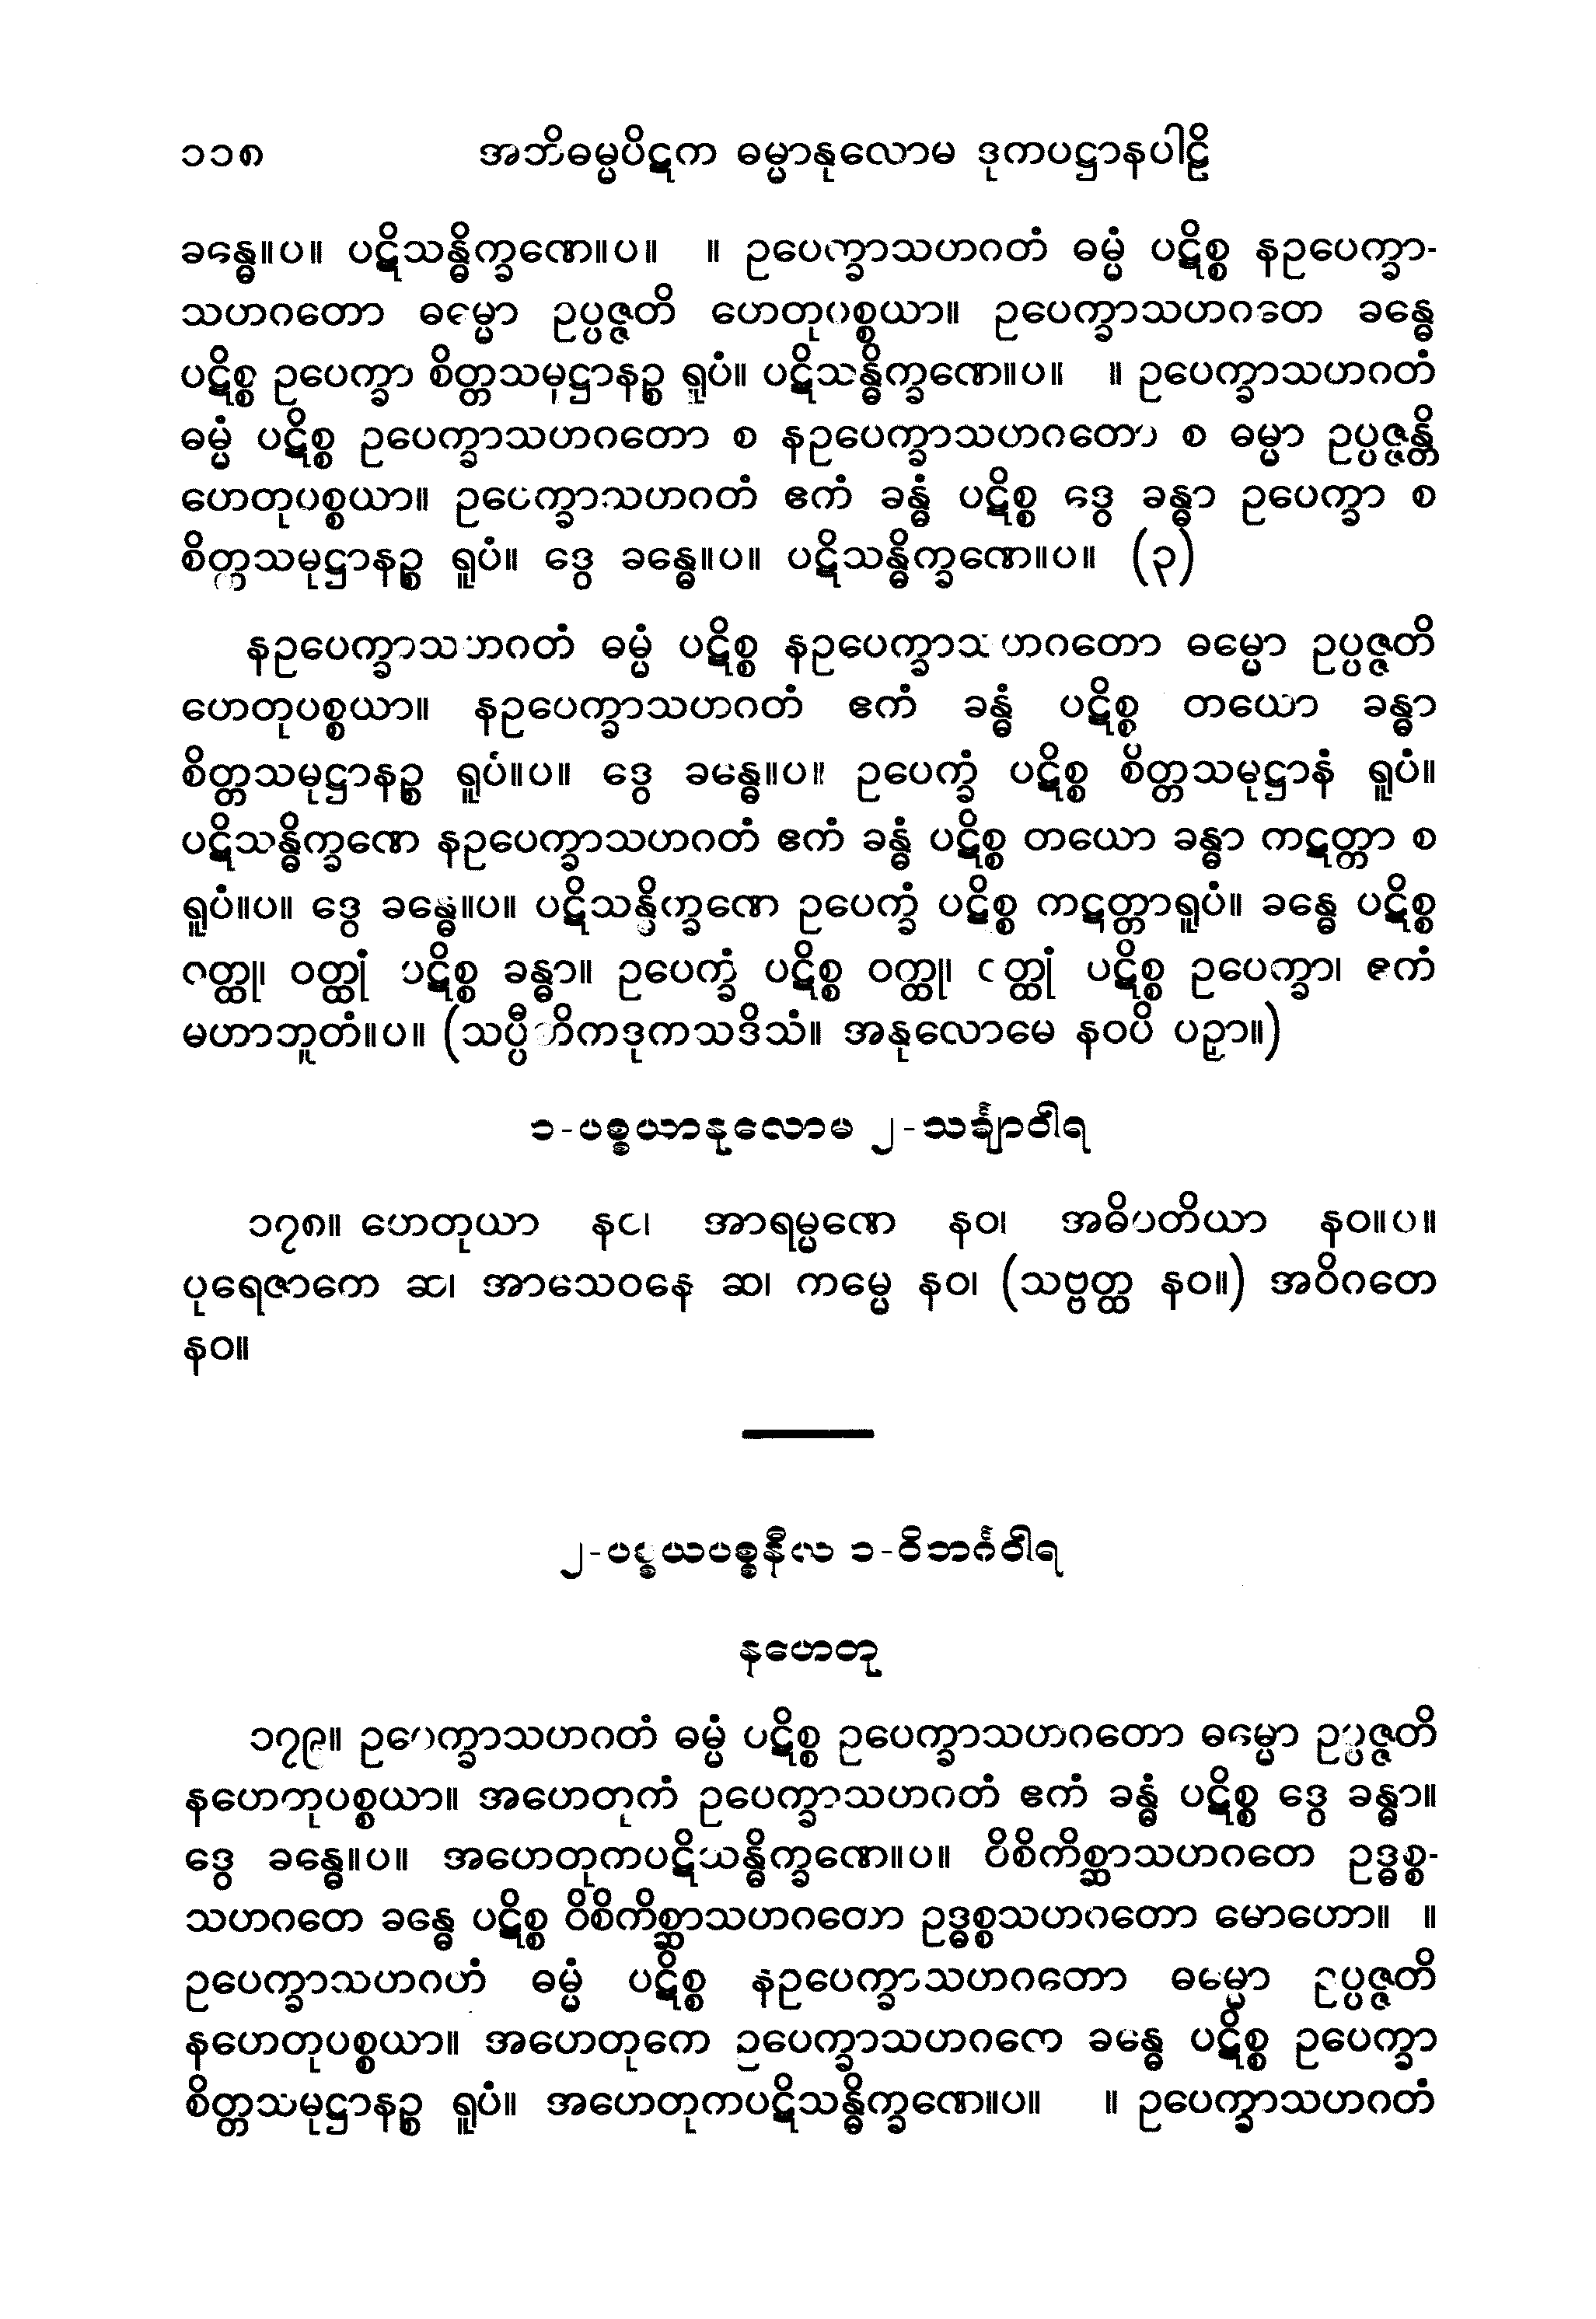 ၁၁၈ အဘိဓမ္မပိဋက ဓမ္မာနုလောမ ဒုကပဋ္ဌာနပါဠိ
ခန္ဓေ။ပ။ ပဋိသန္ဓိက္ခဏေ။ပ။ ။ ဥပေက္ခာသဟဂတံ ဓမ္မံ ပဋိစ္စ နဥပေက္ခာ-
သဟဂတော ဓမ္မော ဥပ္ပဇ္ဇတိ ဟေတုပစ္စယာ။ ဥပေက္ခာသဟဂတေ ခန္ဓေ
ပဋိစ္စ ဥပေက္ခာ စိတ္တသမုဋ္ဌာနဉ္စ ရူပံ။ ပဋိသန္ဓိက္ခဏေ။ပ။ ။ ဥပေက္ခာသဟဂတံ
ဓမ္မံ ပဋိစ္စ ဥပေက္ခာသဟဂတော စ နဥပေက္ခာသဟဂတော စ ဓမ္မာ ဥပ္ပဇ္ဇန္တိ
ဟေတုပစ္စယာ။ ဥပေက္ခာသဟဂတံ ဧကံ ခန္ဓံ ပဋိစ္စ ဒွေ ခန္ဓာ ဥပေက္ခာ စ
စိတ္တသမုဋ္ဌာနဉ္စ ရူပံ။ ဒွေ ခန္ဓေ။ပ။ ပဋိသန္ဓိက္ခဏေ။ပ။ (၃)
နဥပေက္ခာသဟဂတံ ဓမ္မံ ပဋိစ္စ နဥပေက္ခာသဟဂတော ဓမ္မော ဥပ္ပဇ္ဇတိ
ဟေတုပစ္စယာ။ နဥပေက္ခာသဟဂတံ ဧကံ ခန္ဓံ ပဋိစ္စ တယော ခန္ဓာ
စိတ္တသမုဋ္ဌာနဉ္စ ရူပံ။ပ။ ဒွေ ခန္ဓေ။ပ။ ဥပေက္ခံ ပဋိစ္စ စိတ္တသမုဋ္ဌာနံ ရူပံ။
ပဋိသန္ဓိက္ခဏေ နဥပေက္ခာသဟဂတံ ဧကံ ခန္ဓံ ပဋိစ္စ တယော ခန္ဓာ ကဋတ္တာ စ
ရူပံ။ပ။ ဒွေ ခန္ဓေ။ပ။ ပဋိသန္ဓိက္ခဏေ ဥပေက္ခံ ပဋိစ္စ ကဋတ္တာရူပံ။ ခန္ဓေ ပဋိစ္စ
ဝတ္ထု၊ ဝတ္ထုံ ပဋိစ္စ ခန္ဓာ။ ဥပေက္ခံ ပဋိစ္စ ဝတ္ထု၊ ဝတ္ထုံ ပဋိစ္စ ဥပေက္ခာ၊ ဧကံ
မဟာဘူတံ။ပ။ (သပ္ပီတိကဒုကသဒိသံ။ အနုလောမေ နဝပိ ပဉှာ။)
၁-ပစ္စယာနုလောမ ၂-သင်္ချာဝါရ
၁၇၈။ ဟေတုယာ နဝ၊ အာရမ္မဏေ နဝ၊ အဓိပတိယာ နဝ။ပ။
ပုရေဇာတေ ဆ၊ အာသေဝနေ ဆ၊ ကမ္မေ နဝ၊ (သဗ္ဗတ္ထ နဝ။) အဝိဂတေ
နဝ။
၂-ပစ္စယပစ္စနီယ ၁-ဝိဘင်္ဂဝါရ
နဟေတု
၁၇၉။ ဥပေက္ခာသဟဂတံ ဓမ္မံ ပဋိစ္စ ဥပေက္ခာသဟဂတော ဓမ္မော ဥပ္ပဇ္ဇတိ
နဟေတုပစ္စယာ။ အဟေတုကံ ဥပေက္ခာသဟဂတံ ဧကံ ခန္ဓံ ပဋိစ္စ ဒွေ ခန္ဓာ။
ဒွေ ခန္ဓေ။ပ။ အဟေတုကပဋိသန္ဓိက္ခဏေ။ပ။ ဝိစိကိစ္ဆာသဟဂတေ ဥဒ္ဓစ္စ-
သဟဂတေ ခန္ဓေ ပဋိစ္စ ဝိစိကိစ္ဆာသဟဂတော ဥဒ္ဓစ္စသဟဂတော မောဟော။ ။
ဥပေက္ခာသဟဂတံ ဓမ္မံ ပဋိစ္စ နဥပေက္ခာသဟဂတော ဓမ္မော ဥပ္ပဇ္ဇတိ
နဟေတုပစ္စယာ။ အဟေတုကေ ဥပေက္ခာသဟဂတေ ခန္ဓေ ပဋိစ္စ ဥပေက္ခာ
စိတ္တသမုဋ္ဌာနဉ္စ ရူပံ။ အဟေတုကပဋိသန္ဓိက္ခဏေ။ပ။ ။ ဥပေက္ခာသဟဂတံ